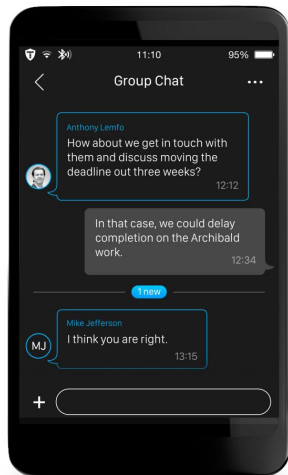 11:10
95%
Group Chat
Anthony Lemfo
How about we get in touch with
them and discuss moving the
deadline out three weeks?
12:12
In that case, we could delay
completion on the Archibald
work.
12:34
1 new
Mike Jefferson
MJ
I think you are right.
13:15